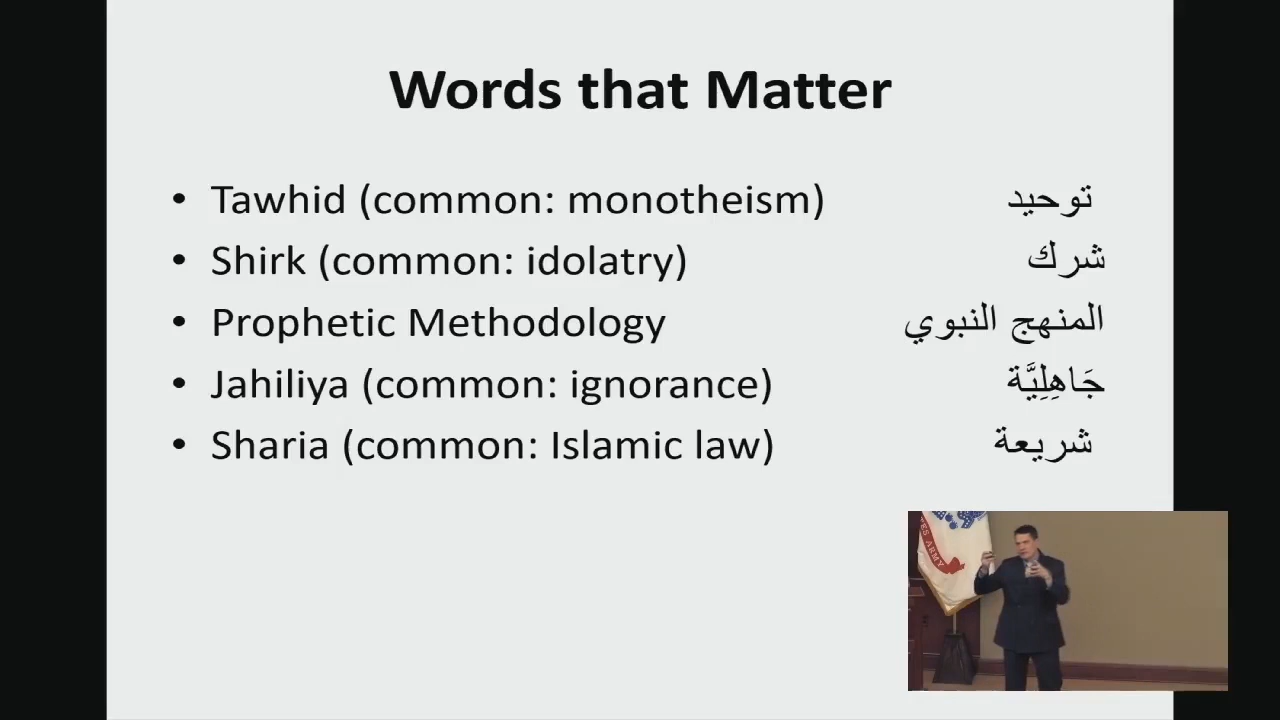 Words that Matter
• Tawhid (common: monotheism) توحيد
• Shirk (common: idolatry) شرك
• Prophetic Methodology المنهج النبوي
• Jahiliya (common: ignorance) جَاهِلِيَّة
• Sharia (common: Islamic law) شريعة
ARMY